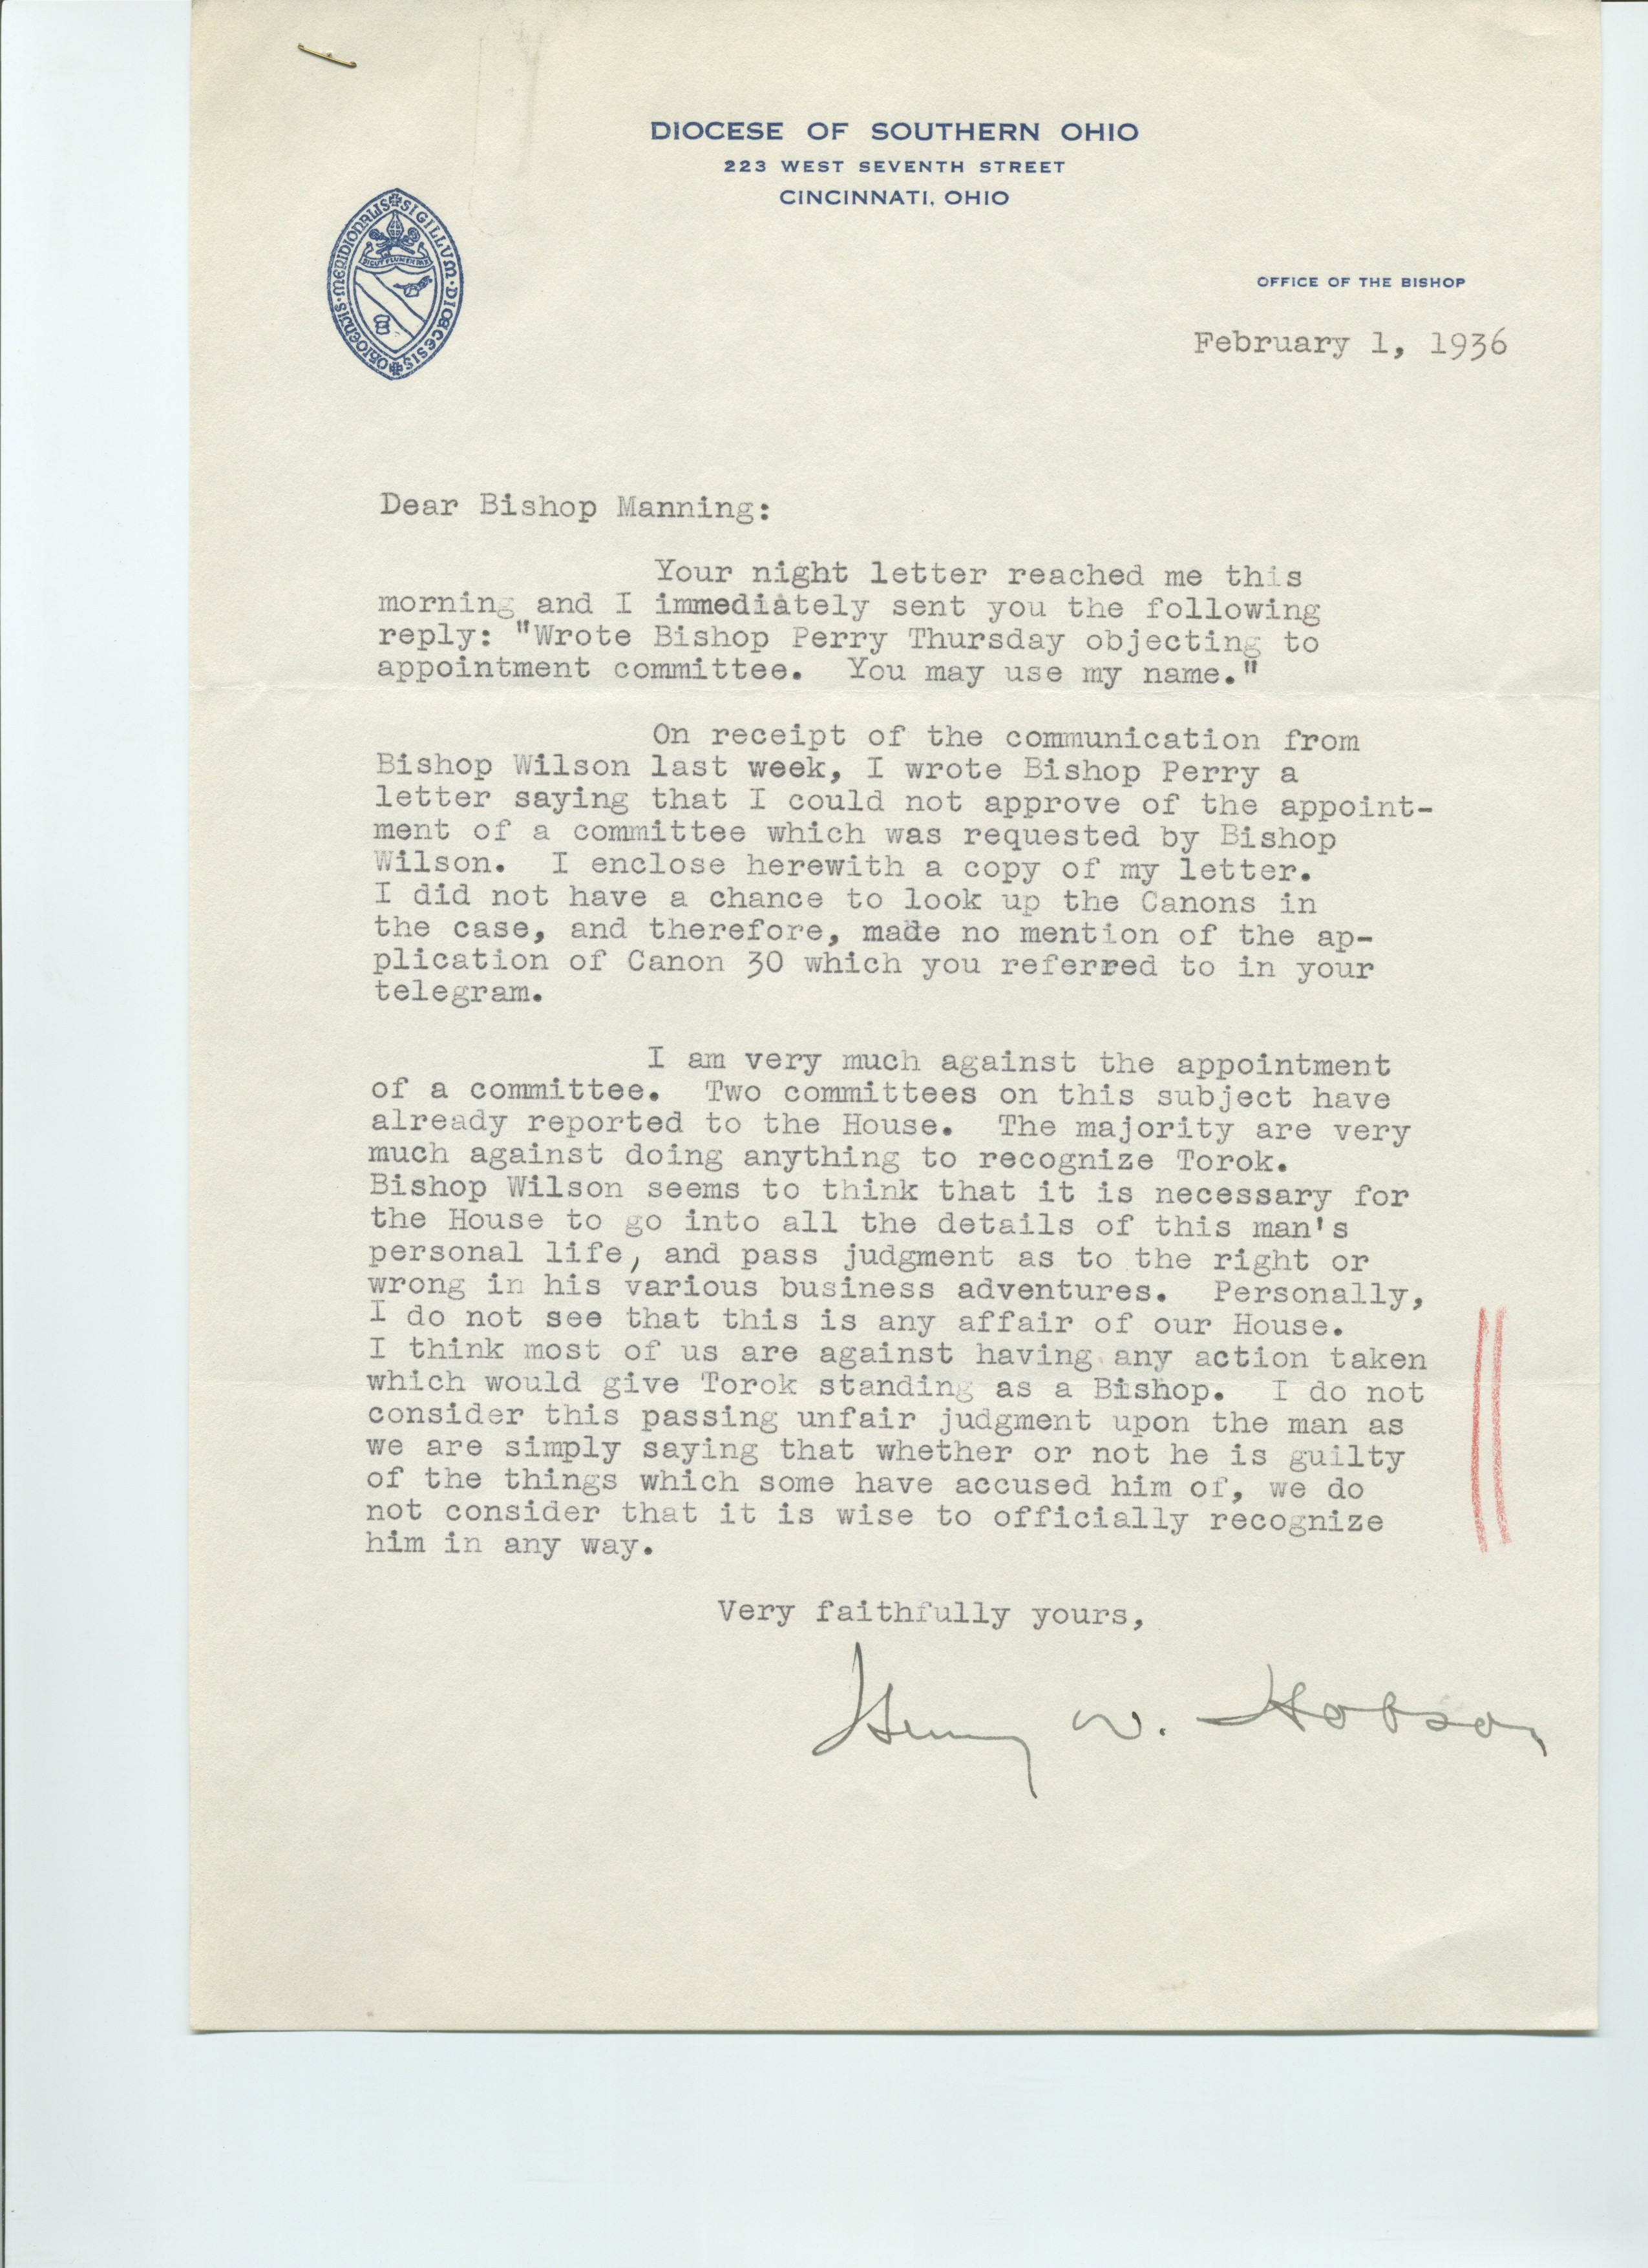 DIOCESE OF SOUTHERN OHIO
223 WEST SEVENTH STREET
CINCINNATI, OHIO
SIGILLUM · DIOECESIS · OHIOENSIS · MERIDIONALIS
OFFICE OF THE BISHOP
February 1, 1936
Dear Bishop Manning:
Your night letter reached me this
morning and I immediately sent you the following
reply: "Wrote Bishop Perry Thursday objecting to
appointment committee. You may use my name."
On receipt of the communication from
Bishop Wilson last week, I wrote Bishop Perry a
letter saying that I could not approve of the appoint-
ment of a committee which was requested by Bishop
Wilson. I enclose herewith a copy of my letter.
I did not have a chance to look up the Canons in
the case, and therefore, made no mention of the ap-
plication of Canon 30 which you referred to in your
telegram.
I am very much against the appointment
of a committee. Two committees on this subject have
already reported to the House. The majority are very
much against doing anything to recognize Torok.
Bishop Wilson seems to think that it is necessary for
the House to go into all the details of this man's
personal life, and pass judgment as to the right or
wrong in his various business adventures. Personally,
I do not see that this is any affair of our House.
I think most of us are against having any action taken
which would give Torok standing as a Bishop. I do not
consider this passing unfair judgment upon the man as
we are simply saying that whether or not he is guilty
of the things which some have accused him of, we do
not consider that it is wise to officially recognize
him in any way.
Very faithfully yours,
Henry W. Hobson